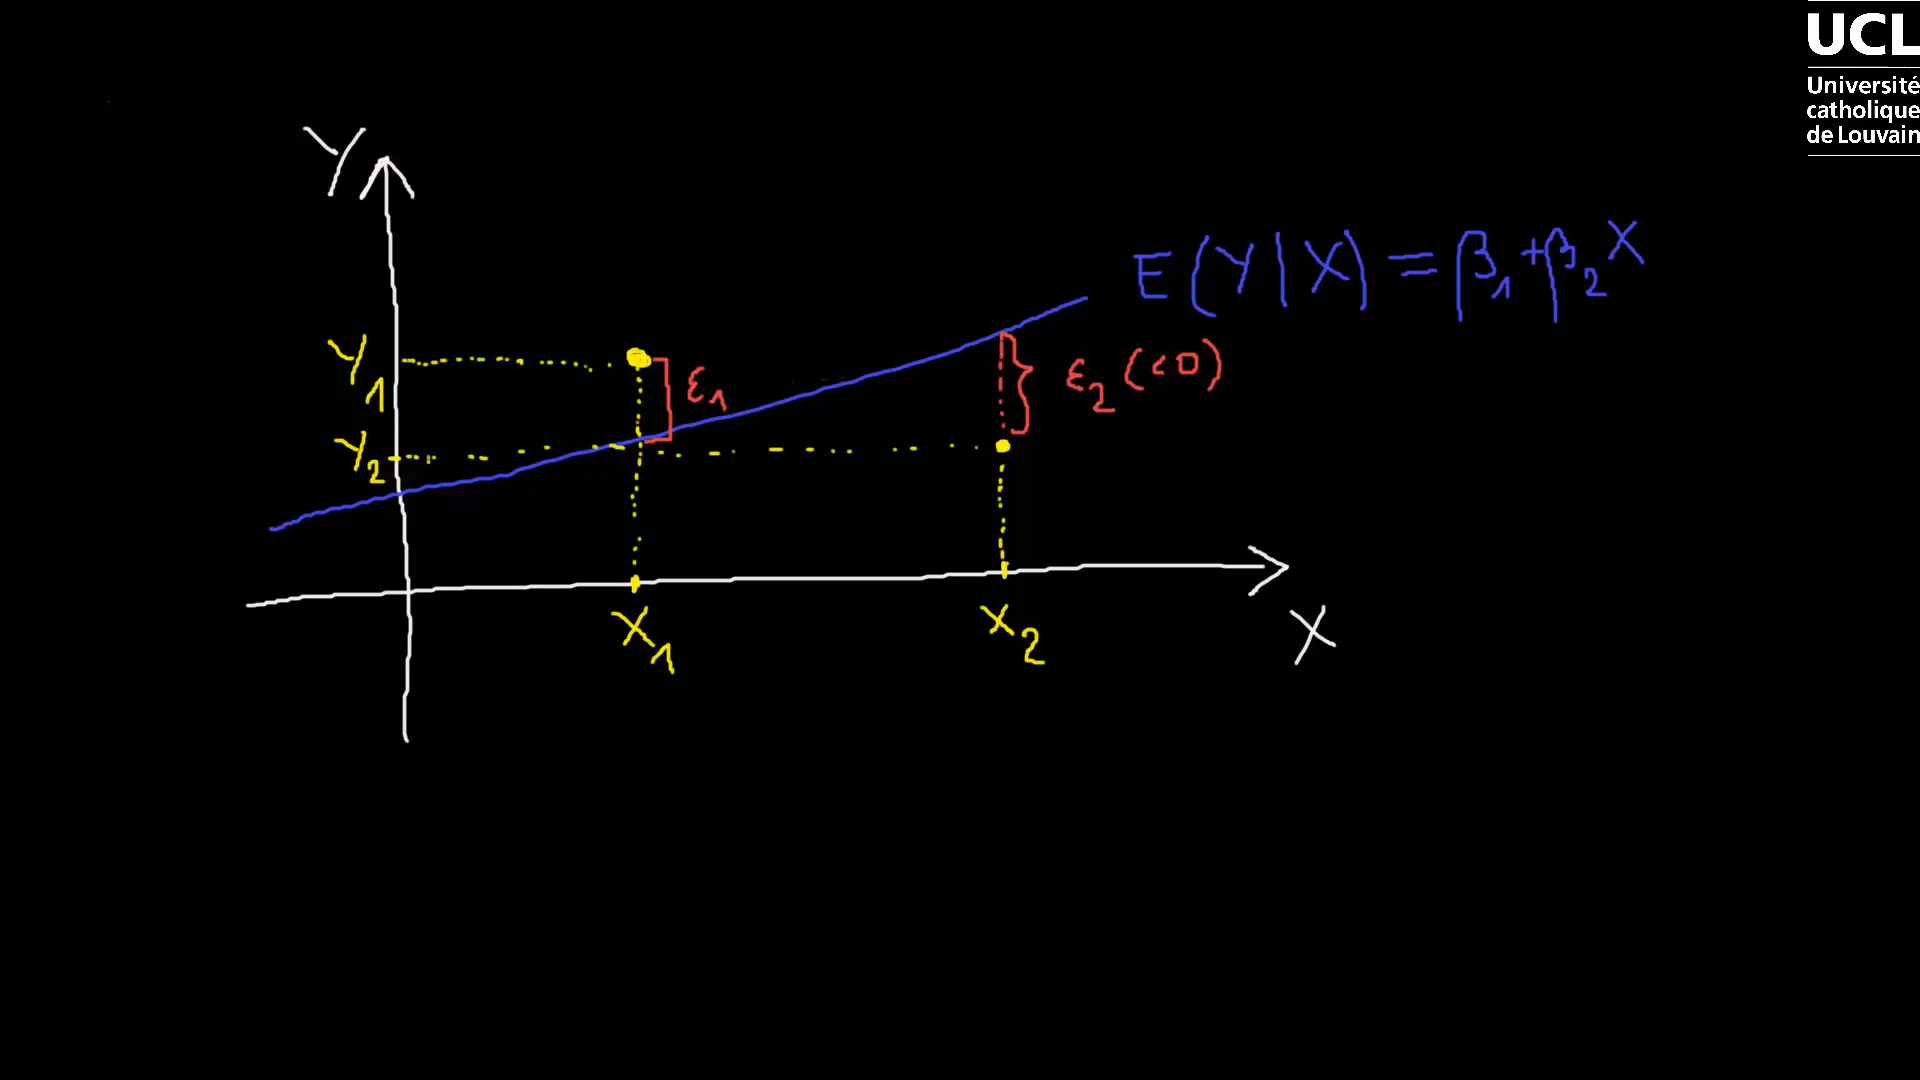 UCL
Université
catholique
de Louvain
Y
E(Y|X) = β₁+β₂X
Y₁
ε₁
ε₂(<0)
Y₂
X₁
X₂
X